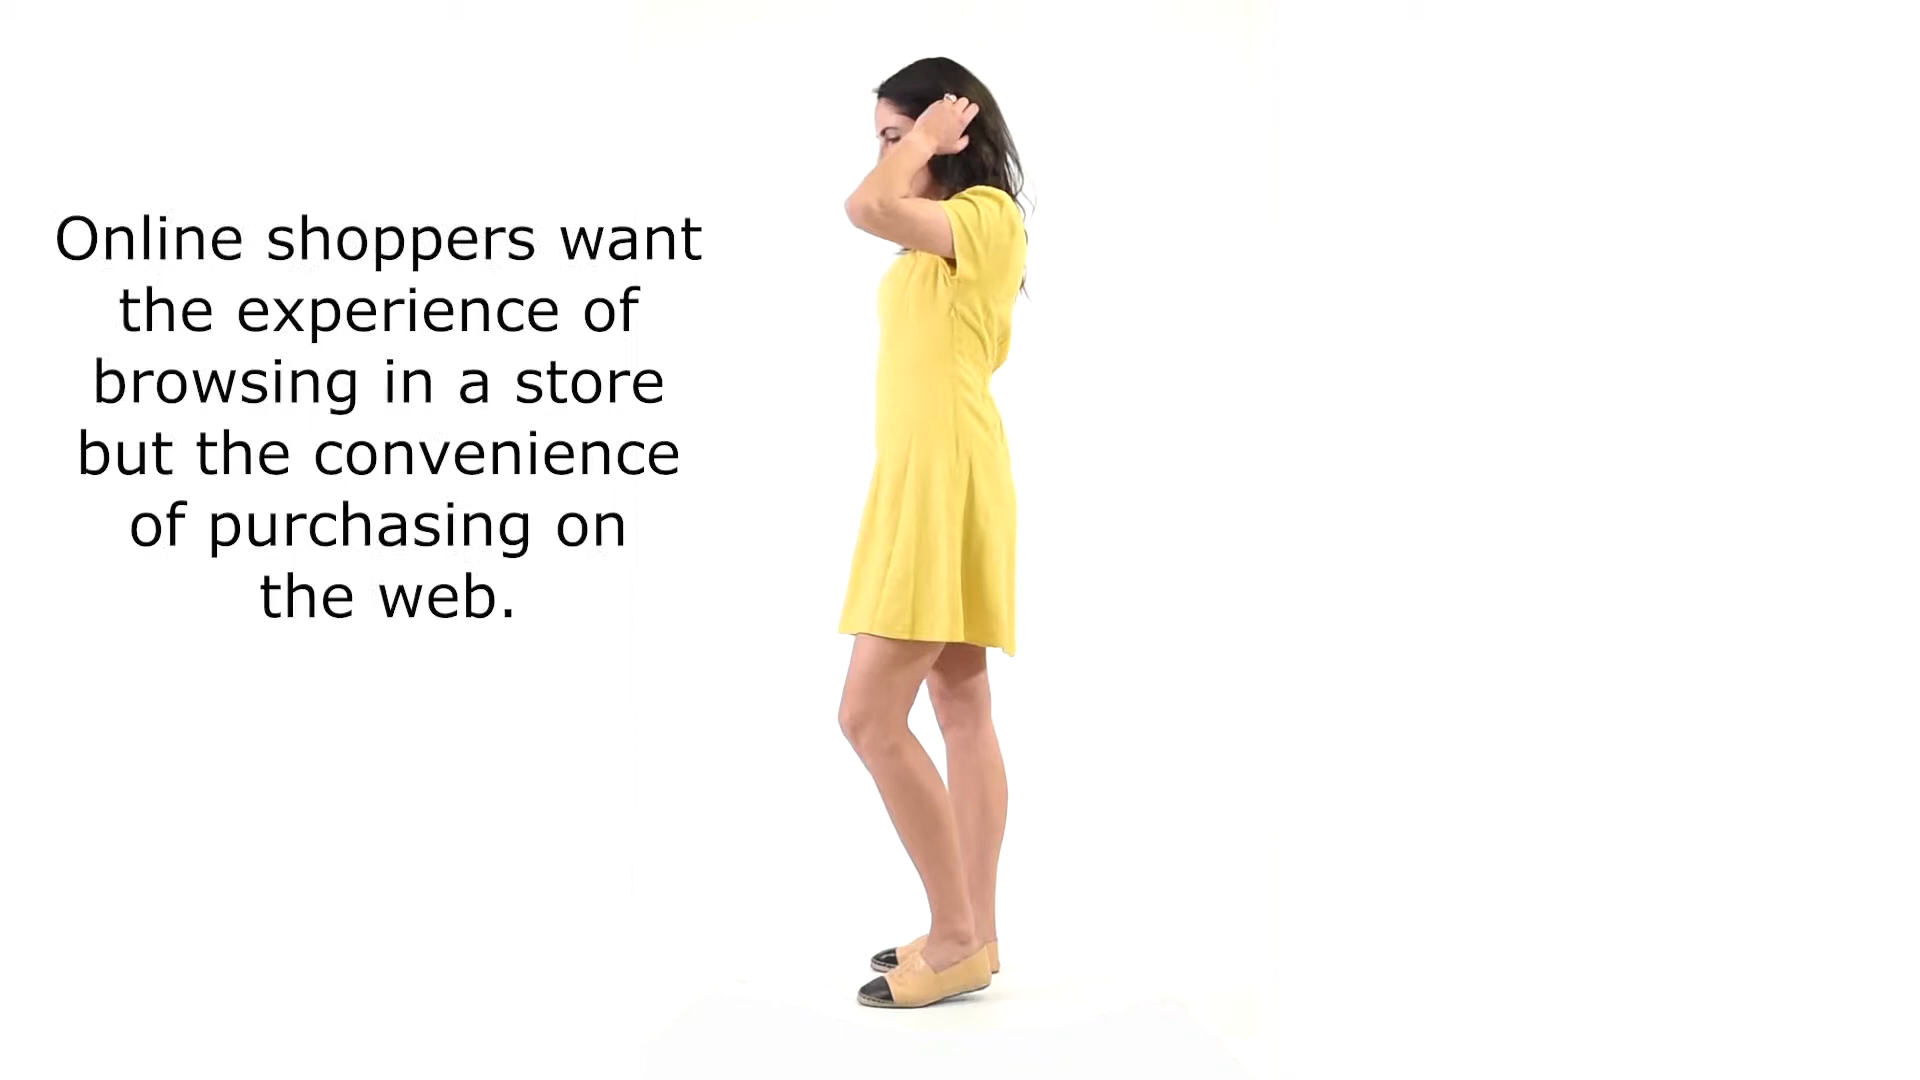 Online shoppers want
the experience of
browsing in a store
but the convenience
of purchasing on
the web.